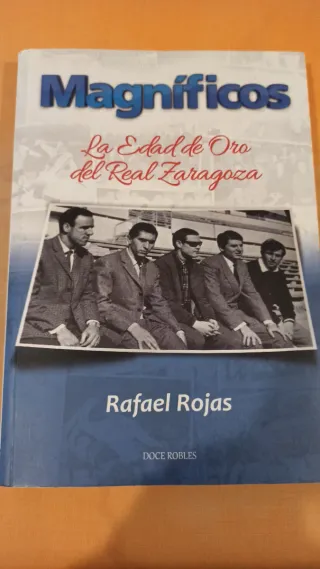 Magníficos
La Edad de Oro
del Real Zaragoza
Rafael Rojas
DOCE ROBLES